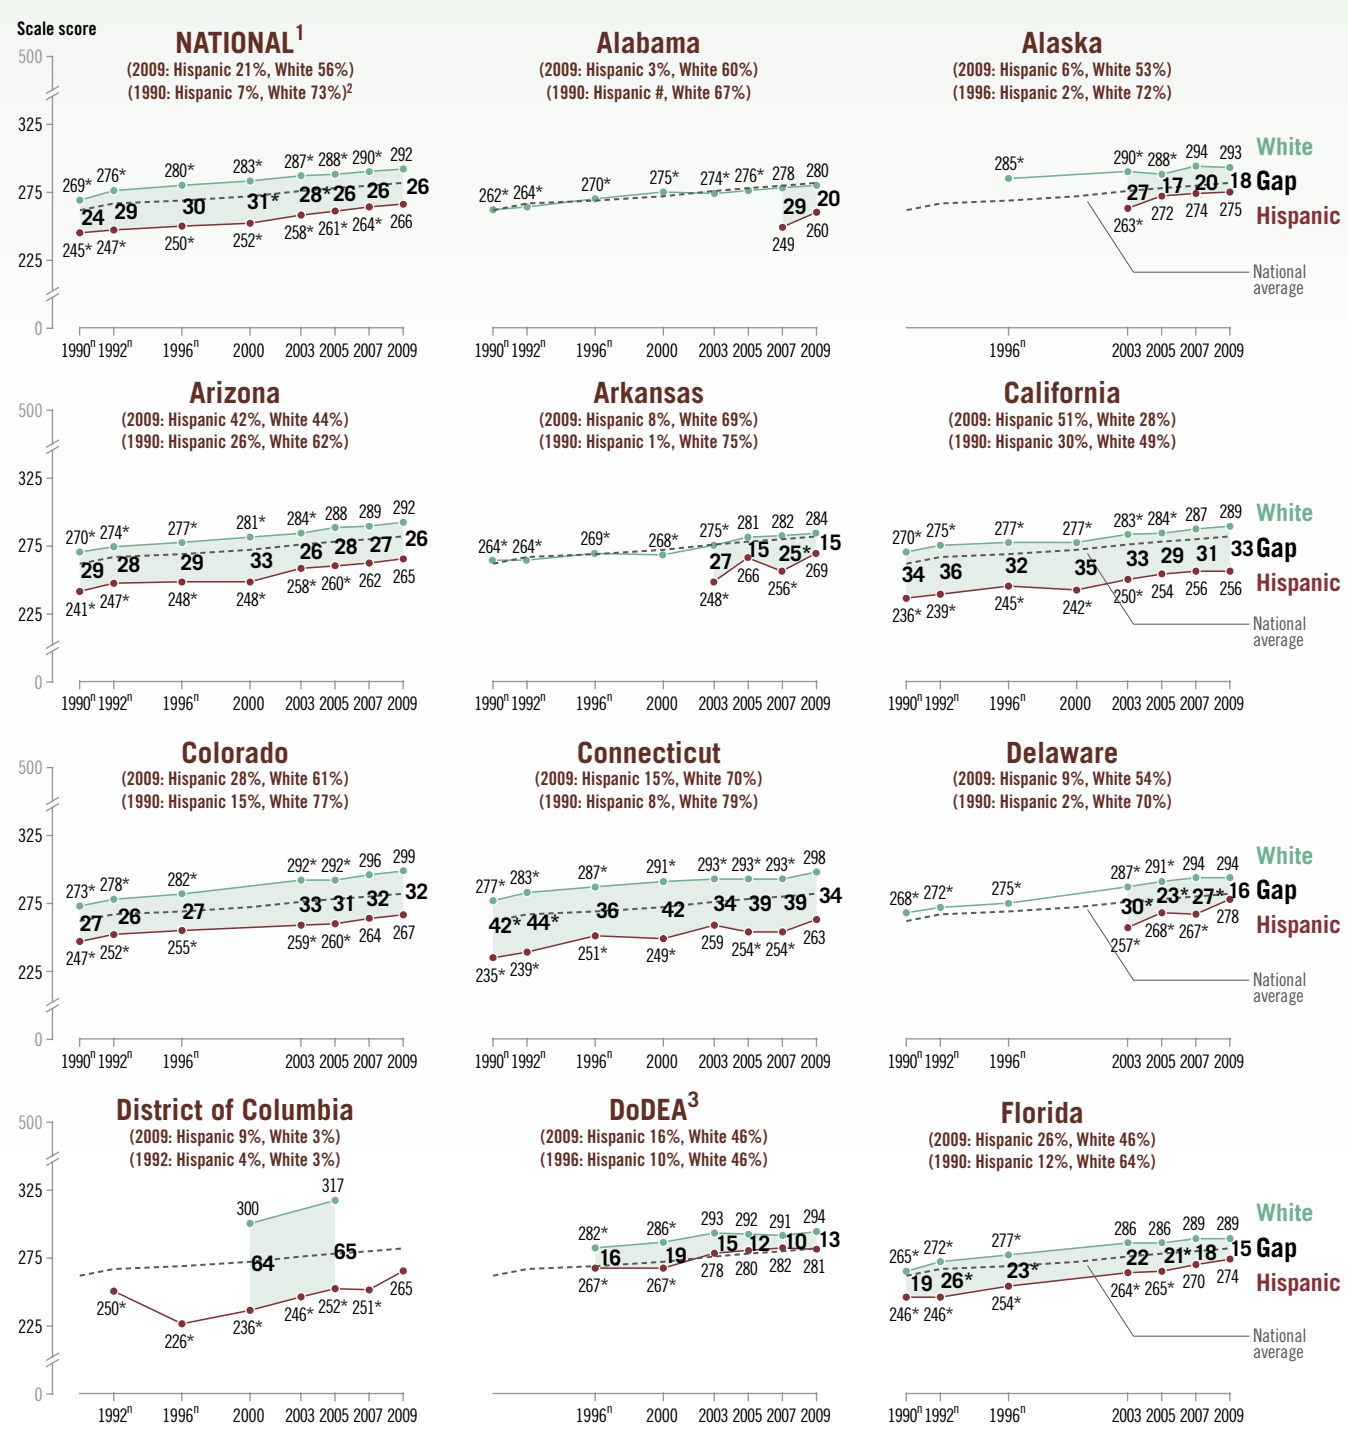 Scale score
NATIONAL1
(2009: Hispanic 21%, White 56%)
(1990: Hispanic 7%, White 73%)2
500
325
275
225
0
269* 276* 280* 283* 287* 288* 290* 292
24 29 30 31* 28* 26 26 26
245* 247* 250* 252* 258* 261* 264* 266
1990n 1992n 1996n 2000 2003 2005 2007 2009
Alabama
(2009: Hispanic 3%, White 60%)
(1990: Hispanic #, White 67%)
262* 264* 270* 275* 274* 276* 278 280
29 20
249 260
1990n 1992n 1996n 2000 2003 2005 2007 2009
Alaska
(2009: Hispanic 6%, White 53%)
(1996: Hispanic 2%, White 72%)
285* 290* 288* 294 293
27 17 20 18
263* 272 274 275
White
Gap
Hispanic
National
average
1996n 2003 2005 2007 2009
Arizona
(2009: Hispanic 42%, White 44%)
(1990: Hispanic 26%, White 62%)
500
325
275
225
0
270* 274* 277* 281* 284* 288 289 292
29 28 29 33 26 28 27 26
241* 247* 248* 248* 258* 260* 262 265
1990n 1992n 1996n 2000 2003 2005 2007 2009
Arkansas
(2009: Hispanic 8%, White 69%)
(1990: Hispanic 1%, White 75%)
264* 264* 269* 268* 275* 281 282 284
27 15 25* 15
248* 266 256* 269
1990n 1992n 1996n 2000 2003 2005 2007 2009
California
(2009: Hispanic 51%, White 28%)
(1990: Hispanic 30%, White 49%)
270* 275* 277* 277* 283* 284* 287 289
34 36 32 35 33 29 31 33
236* 239* 245* 242* 250* 254 256 256
White
Gap
Hispanic
National
average
1990n 1992n 1996n 2000 2003 2005 2007 2009
Colorado
(2009: Hispanic 28%, White 61%)
(1990: Hispanic 15%, White 77%)
500
325
275
225
0
273* 278* 282* 292* 292* 296 299
27 26 27 33 31 32 32
247* 252* 255* 259* 260* 264 267
1990n 1992n 1996n 2003 2005 2007 2009
Connecticut
(2009: Hispanic 15%, White 70%)
(1990: Hispanic 8%, White 79%)
277* 283* 287* 291* 293* 293* 293* 298
42* 44* 36 42 34 39 39 34
235* 239* 251* 249* 259 254* 254* 263
1990n 1992n 1996n 2000 2003 2005 2007 2009
Delaware
(2009: Hispanic 9%, White 54%)
(1990: Hispanic 2%, White 70%)
268* 272* 275* 287* 291* 294 294
30* 23* 27* 16
257* 268* 267* 278
White
Gap
Hispanic
National
average
1990n 1992n 1996n 2003 2005 2007 2009
District of Columbia
(2009: Hispanic 9%, White 3%)
(1992: Hispanic 4%, White 3%)
500
325
275
225
0
300 317
64 65
250* 226* 236* 246* 252* 251* 265
1992n 1996n 2000 2003 2005 2007 2009
DoDEA3
(2009: Hispanic 16%, White 46%)
(1996: Hispanic 10%, White 46%)
282* 286* 293 292 291 294
16 19 15 12 10 13
267* 267* 278 280 282 281
1996n 2000 2003 2005 2007 2009
Florida
(2009: Hispanic 26%, White 46%)
(1990: Hispanic 12%, White 64%)
265* 272* 277* 286 286 289 289
19 26* 23* 22 21* 18 15
246* 246* 254* 264* 265* 270 274
White
Gap
Hispanic
National
average
1990n 1992n 1996n 2003 2005 2007 2009